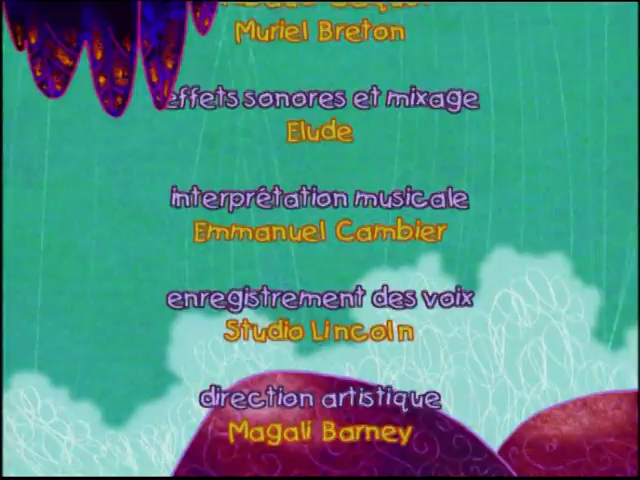 Muriel Breton
effets sonores et mixage
Elude
interprétation musicale
Emmanuel Cambier
enregistrement des voix
Studio Lincoln
direction artistique
Magali Barney